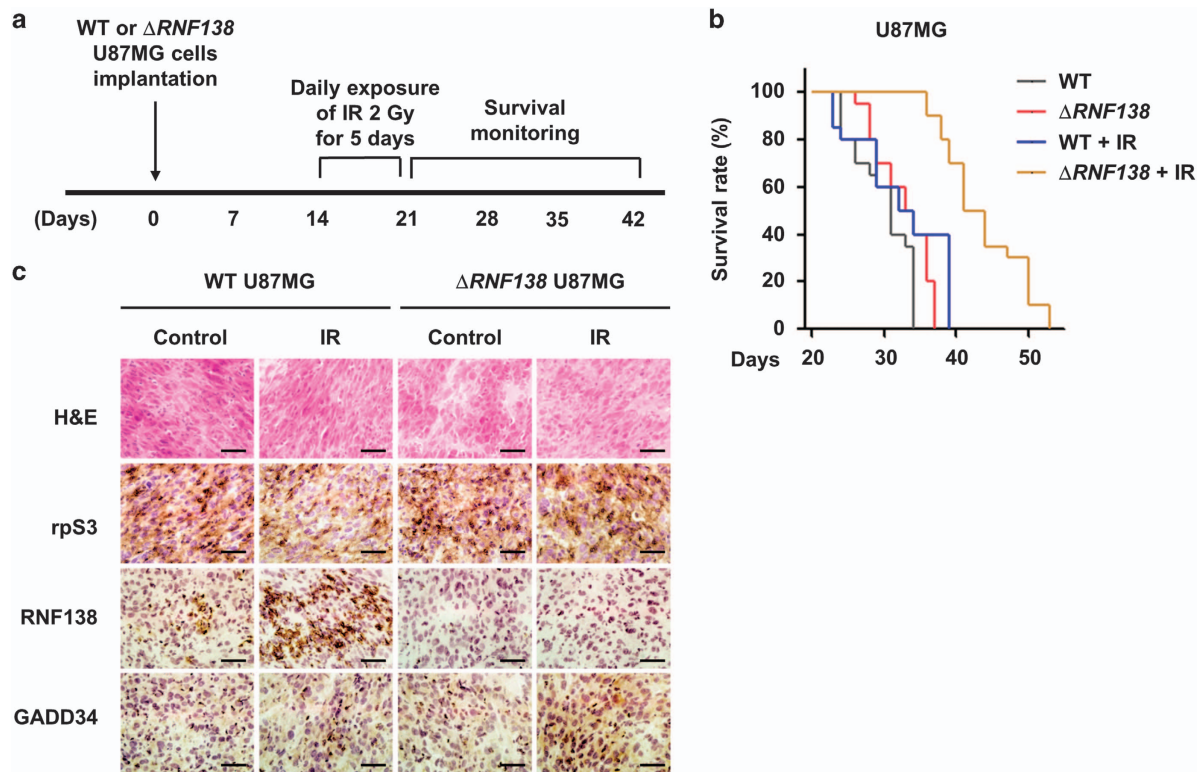 a
WT or ΔRNF138
U87MG cells
implantation
Daily exposure
of IR 2 Gy
for 5 days
Survival
monitoring
(Days) 0 7 14 21 28 35 42
b
U87MG
Survival rate (%)
100
80
60
40
20
0
Days 20 30 40 50
WT
ΔRNF138
WT + IR
ΔRNF138 + IR
c
WT U87MG ΔRNF138 U87MG
Control IR Control IR
H&E
rpS3
RNF138
GADD34